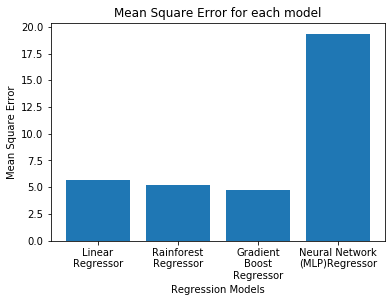 Mean Square Error for each model
20.0
17.5
15.0
12.5
10.0
7.5
5.0
2.5
0.0
Mean Square Error
Linear
Regressor
Rainforest
Regressor
Gradient
Boost
Regressor
Neural Network
(MLP)Regressor
Regression Models